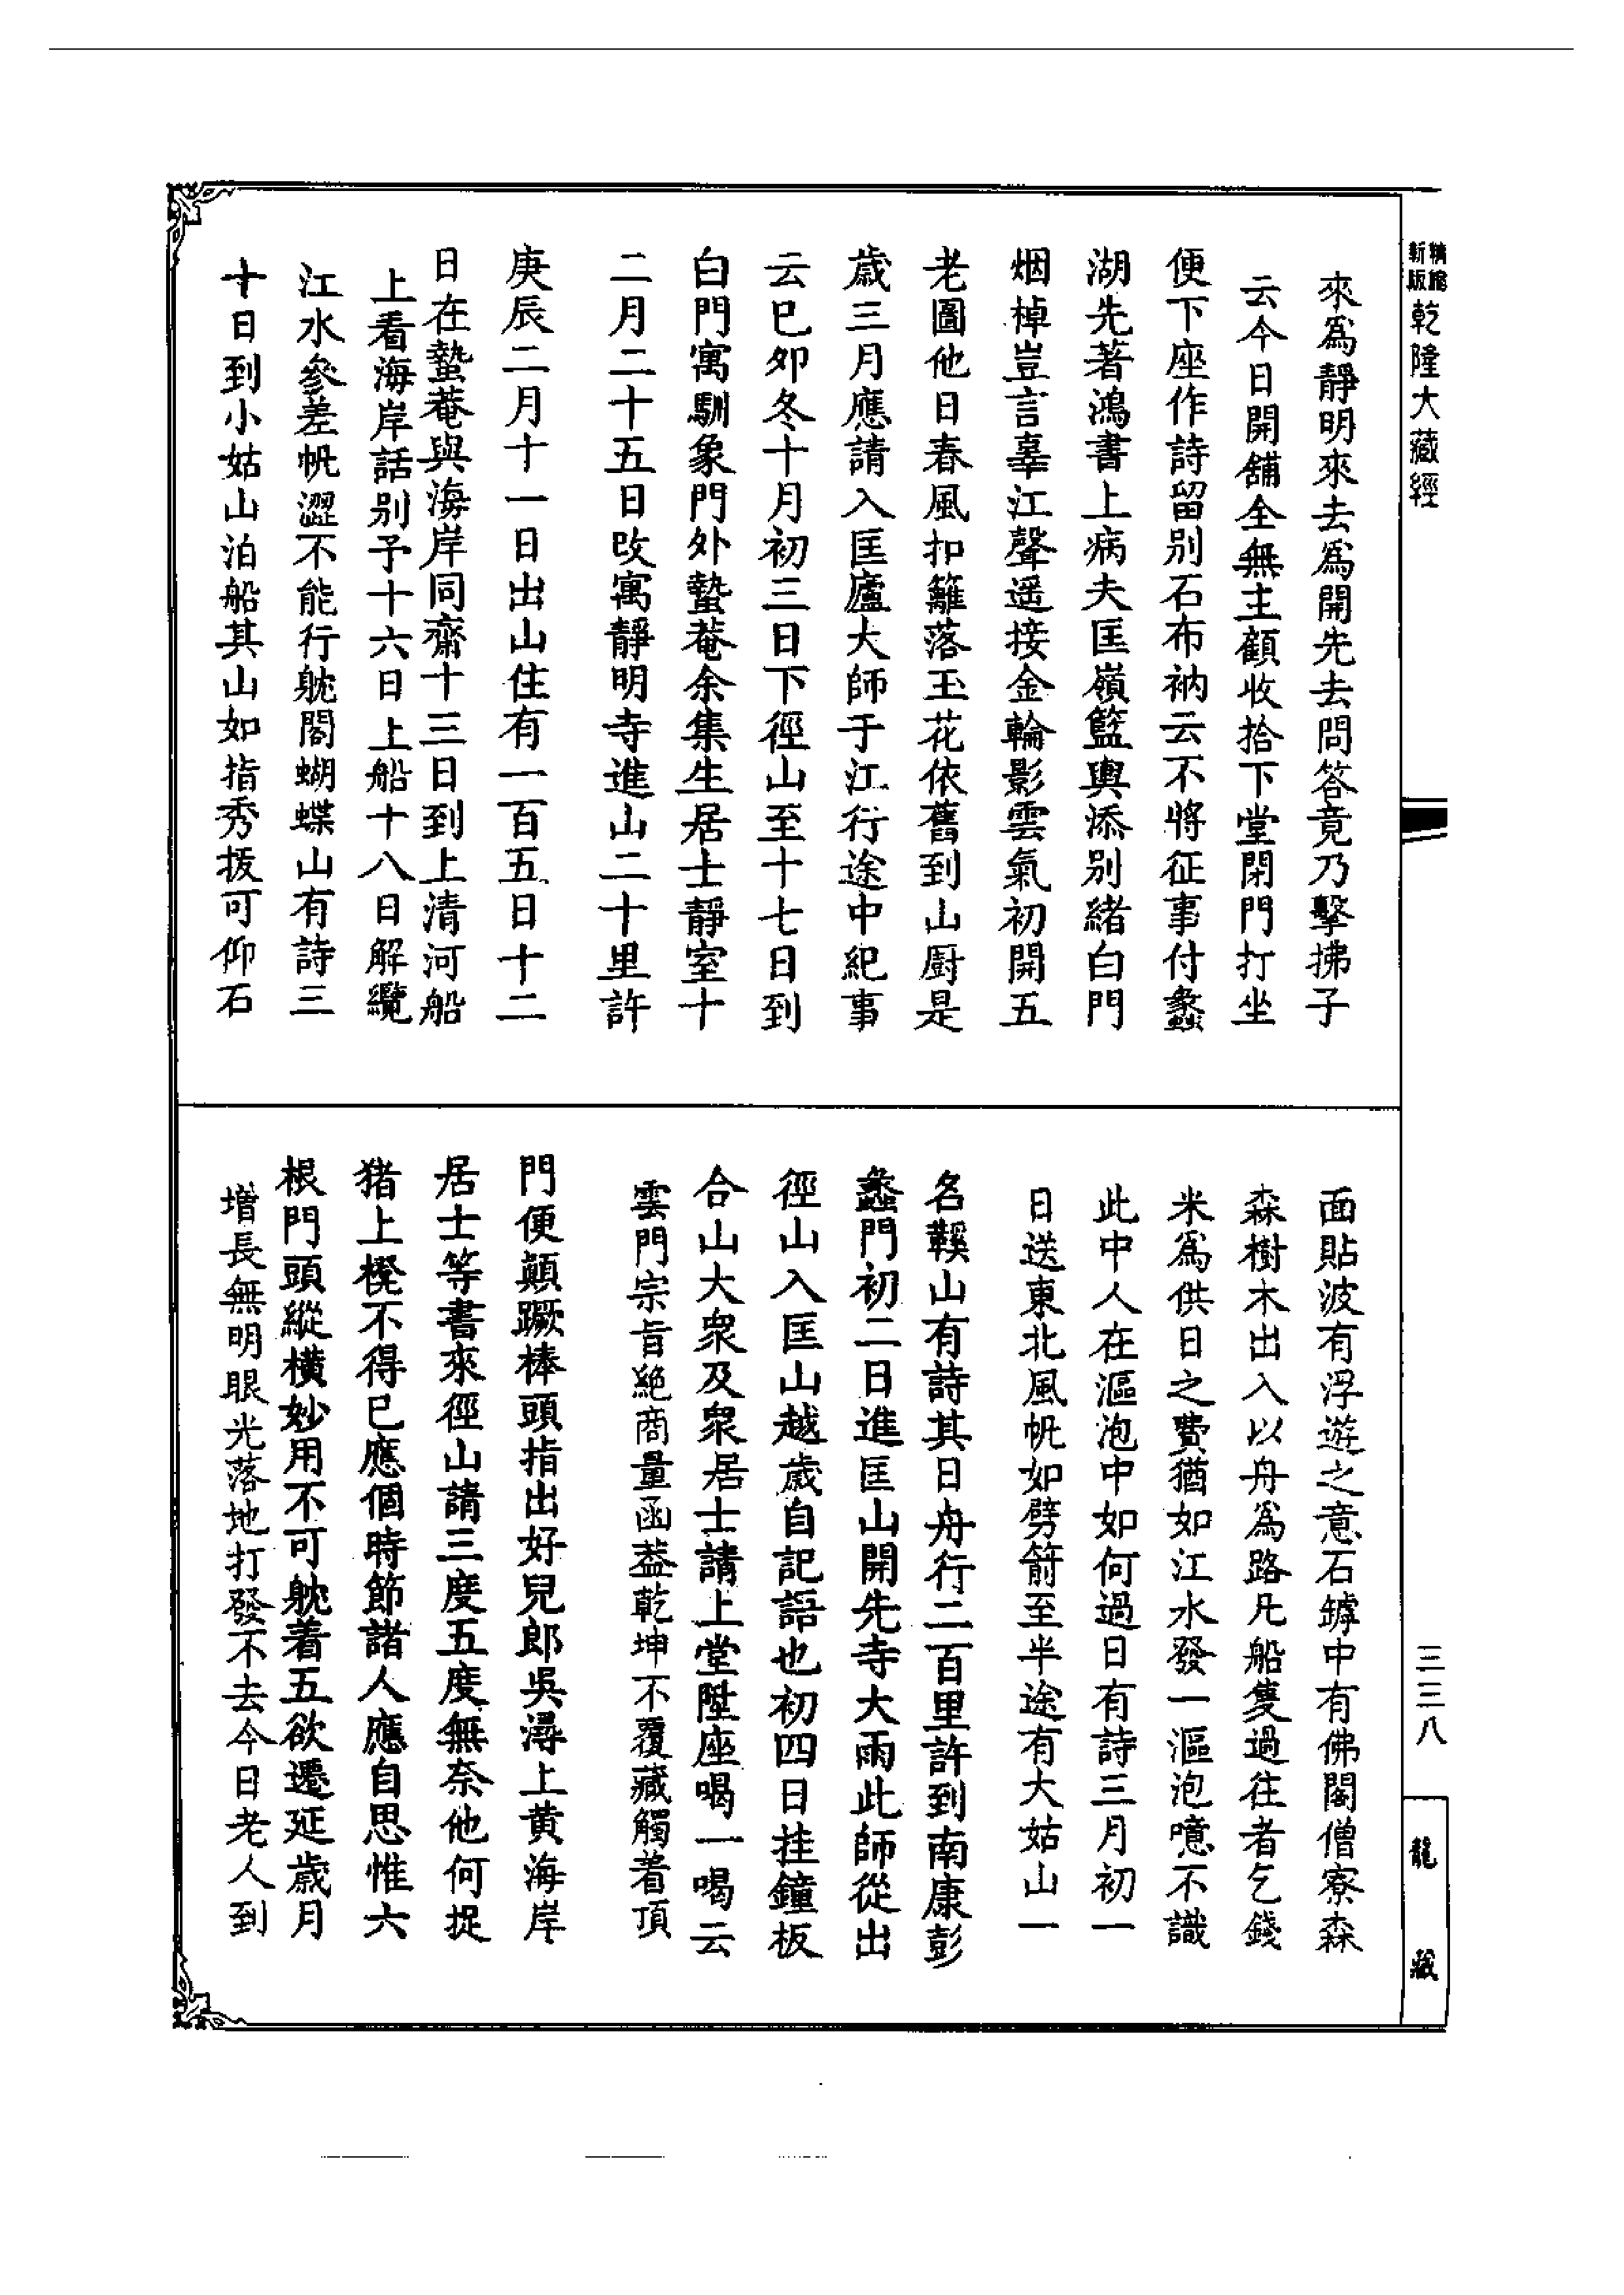 精縮新版乾隆大藏經
來爲靜明來去爲開先去問答竟乃擊拂子
云今日開舖全無主顧收拾下堂閉門打坐
便下座作詩留别石布衲云不將征事付蠡
湖先著鴻書上病夫匡嶺籃輿添别緒白門
烟棹豈言辜江聲遥接金輪影雲氣初開五
老圖他日春風扣籬落玉花依舊到山厨是
歲三月應請入匡廬大師于江行途中紀事
云巳夘冬十月初三日下徑山至十七日到
白門寓馴象門外蟄菴余集生居士靜室十
二月二十五日改寓靜明寺進山二十里許
庚辰二月十一日出山住有一百五日十二
日在蟄菴與海岸同齋十三日到上清河船
上看海岸話别予十六日上船十八日解纜
江水參差帆澀不能行躭閣蝴蝶山有詩三
十日到小姑山泊船其山如指秀拔可仰石
面貼波有浮遊之意石罅中有佛閣僧寮森
森樹木出入以舟爲路凡船隻過往者乞錢
米爲供日之費猶如江水發一漚泡噫不識
此中人在漚泡中如何過日有詩三月初一
日送東北風帆如劈箭至半途有大姑山一
名鞵山有詩其日舟行二百里許到南康彭
蠡門初二日進匡山開先寺大雨此師從出
徑山入匡山越歲自記語也初四日挂鐘板
合山大衆及衆居士請上堂陞座喝一喝云
雲門宗旨絶商量函葢乾坤不覆藏觸着頂
門便顛蹶棒頭指出好兒郎吳潯上黄海岸
居士等書來徑山請三度五度無奈他何捉
猪上櫈不得已應個時節諸人應自思惟六
根門頭縱橫妙用不可躭着五欲遷延歲月
增長無明眼光落地打發不去今日老人到
三三八
龍藏